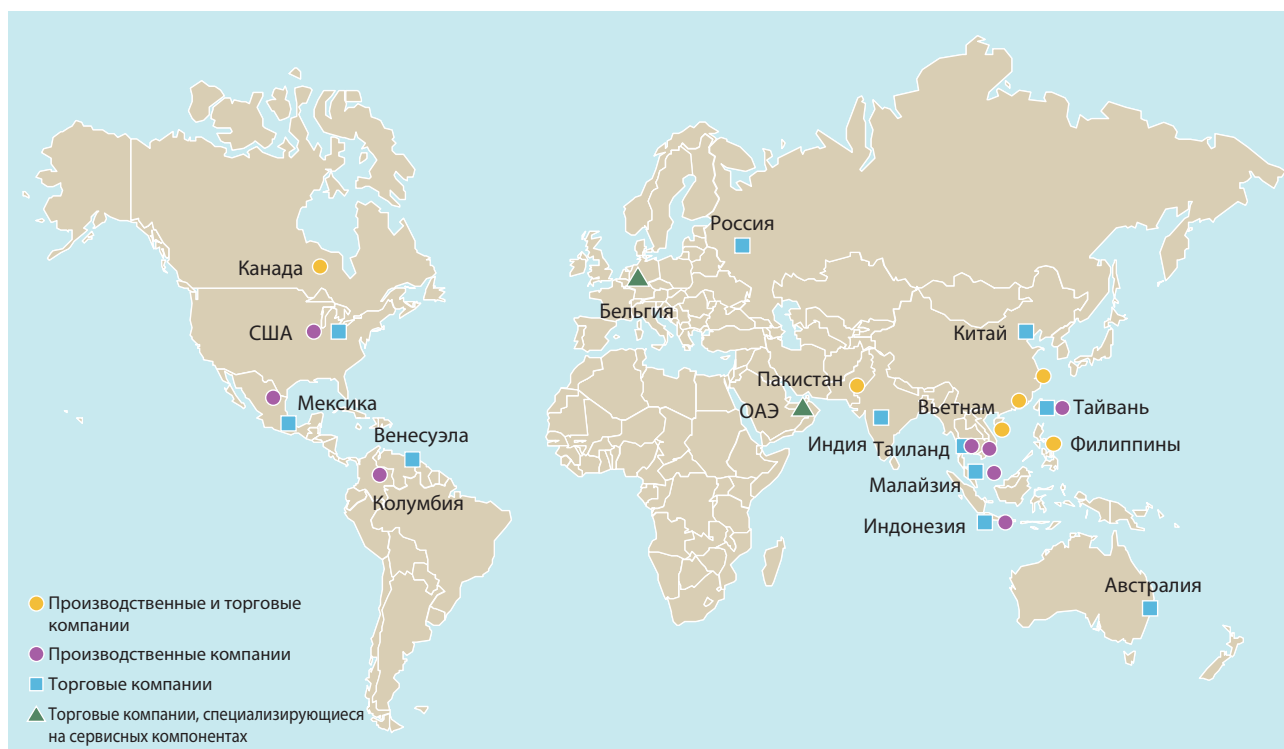 Россия
Канада
Бельгия
США
Китай
Пакистан
Мексика
ОАЭ
Вьетнам
Тайвань
Венесуэла
Индия
Таиланд
Филиппины
Малайзия
Колумбия
Индонезия
Австралия
Производственные и торговые
компании
Производственные компании
Торговые компании
Торговые компании, специализирующиеся
на сервисных компонентах